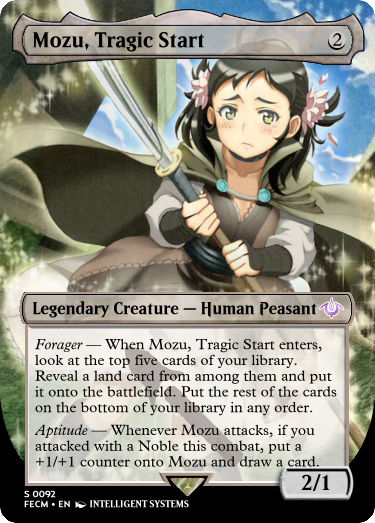 Mozu, Tragic Start 2
Legendary Creature — Human Peasant
Forager — When Mozu, Tragic Start enters,
look at the top five cards of your library.
Reveal a land card from among them and put
it onto the battlefield. Put the rest of the cards
on the bottom of your library in any order.
Aptitude — Whenever Mozu attacks, if you
attacked with a Noble this combat, put a
+1/+1 counter onto Mozu and draw a card.
2/1
S 0092
FECM • EN INTELLIGENT SYSTEMS